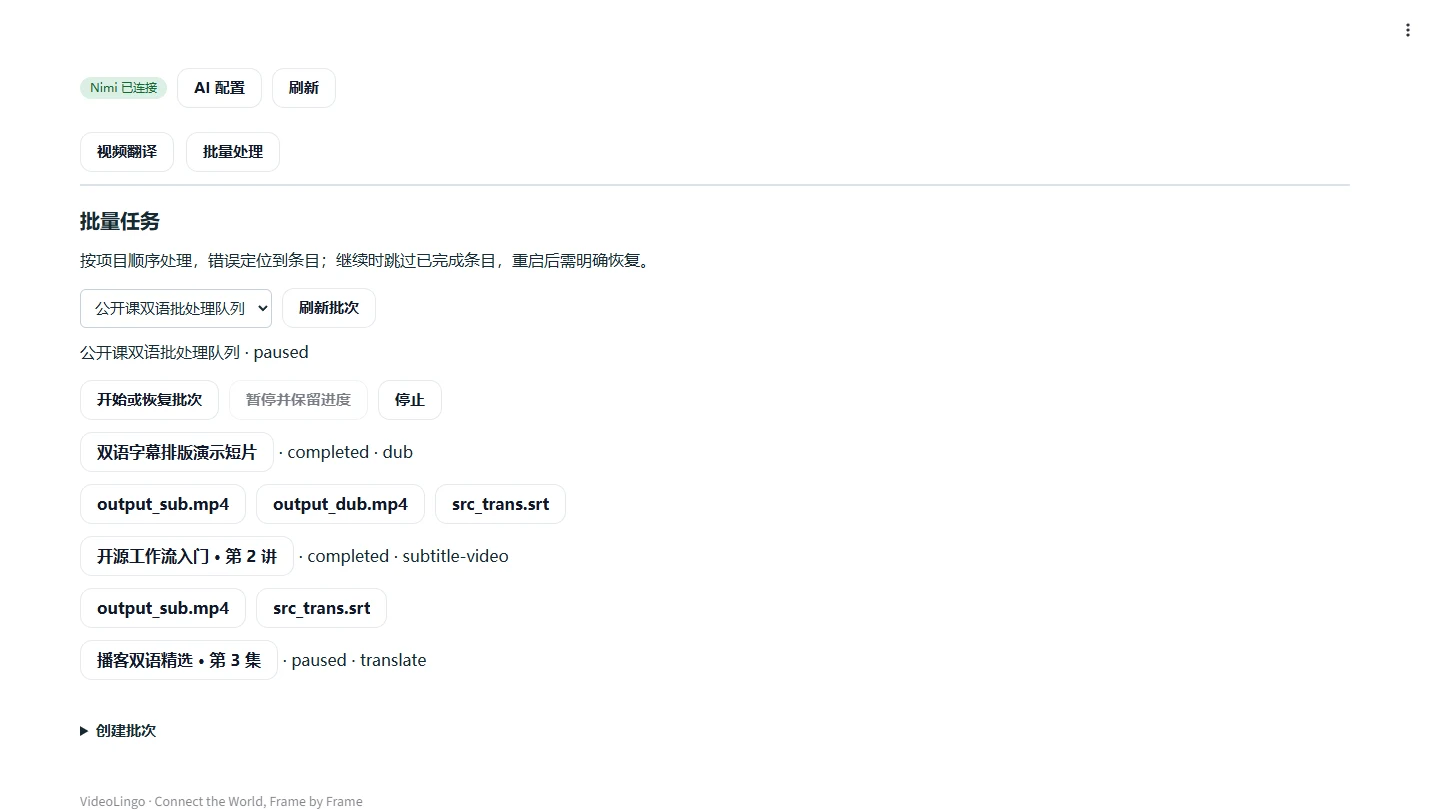 Nimi 已连接 AI 配置 刷新
视频翻译 批量处理
批量任务
按项目顺序处理，错误定位到条目；继续时跳过已完成条目，重启后需明确恢复。
公开课双语批处理队列 刷新批次
公开课双语批处理队列 · paused
开始或恢复批次 暂停并保留进度 停止
双语字幕排版演示短片 · completed · dub
output_sub.mp4 output_dub.mp4 src_trans.srt
开源工作流入门 • 第 2 讲 · completed · subtitle-video
output_sub.mp4 src_trans.srt
播客双语精选 • 第 3 集 · paused · translate
创建批次
VideoLingo · Connect the World, Frame by Frame